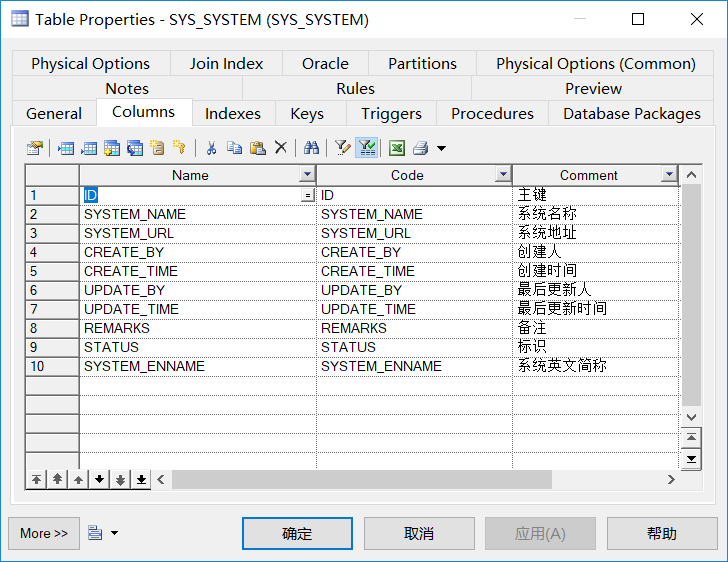 Table Properties - SYS_SYSTEM (SYS_SYSTEM)
Physical Options Join Index Oracle Partitions Physical Options (Common)
Notes Rules Preview
General Columns Indexes Keys Triggers Procedures Database Packages
Name Code Comment
1 ID = ID 主键
2 SYSTEM_NAME SYSTEM_NAME 系统名称
3 SYSTEM_URL SYSTEM_URL 系统地址
4 CREATE_BY CREATE_BY 创建人
5 CREATE_TIME CREATE_TIME 创建时间
6 UPDATE_BY UPDATE_BY 最后更新人
7 UPDATE_TIME UPDATE_TIME 最后更新时间
8 REMARKS REMARKS 备注
9 STATUS STATUS 标识
10 SYSTEM_ENNAME SYSTEM_ENNAME 系统英文简称
More >> 确定 取消 应用(A) 帮助